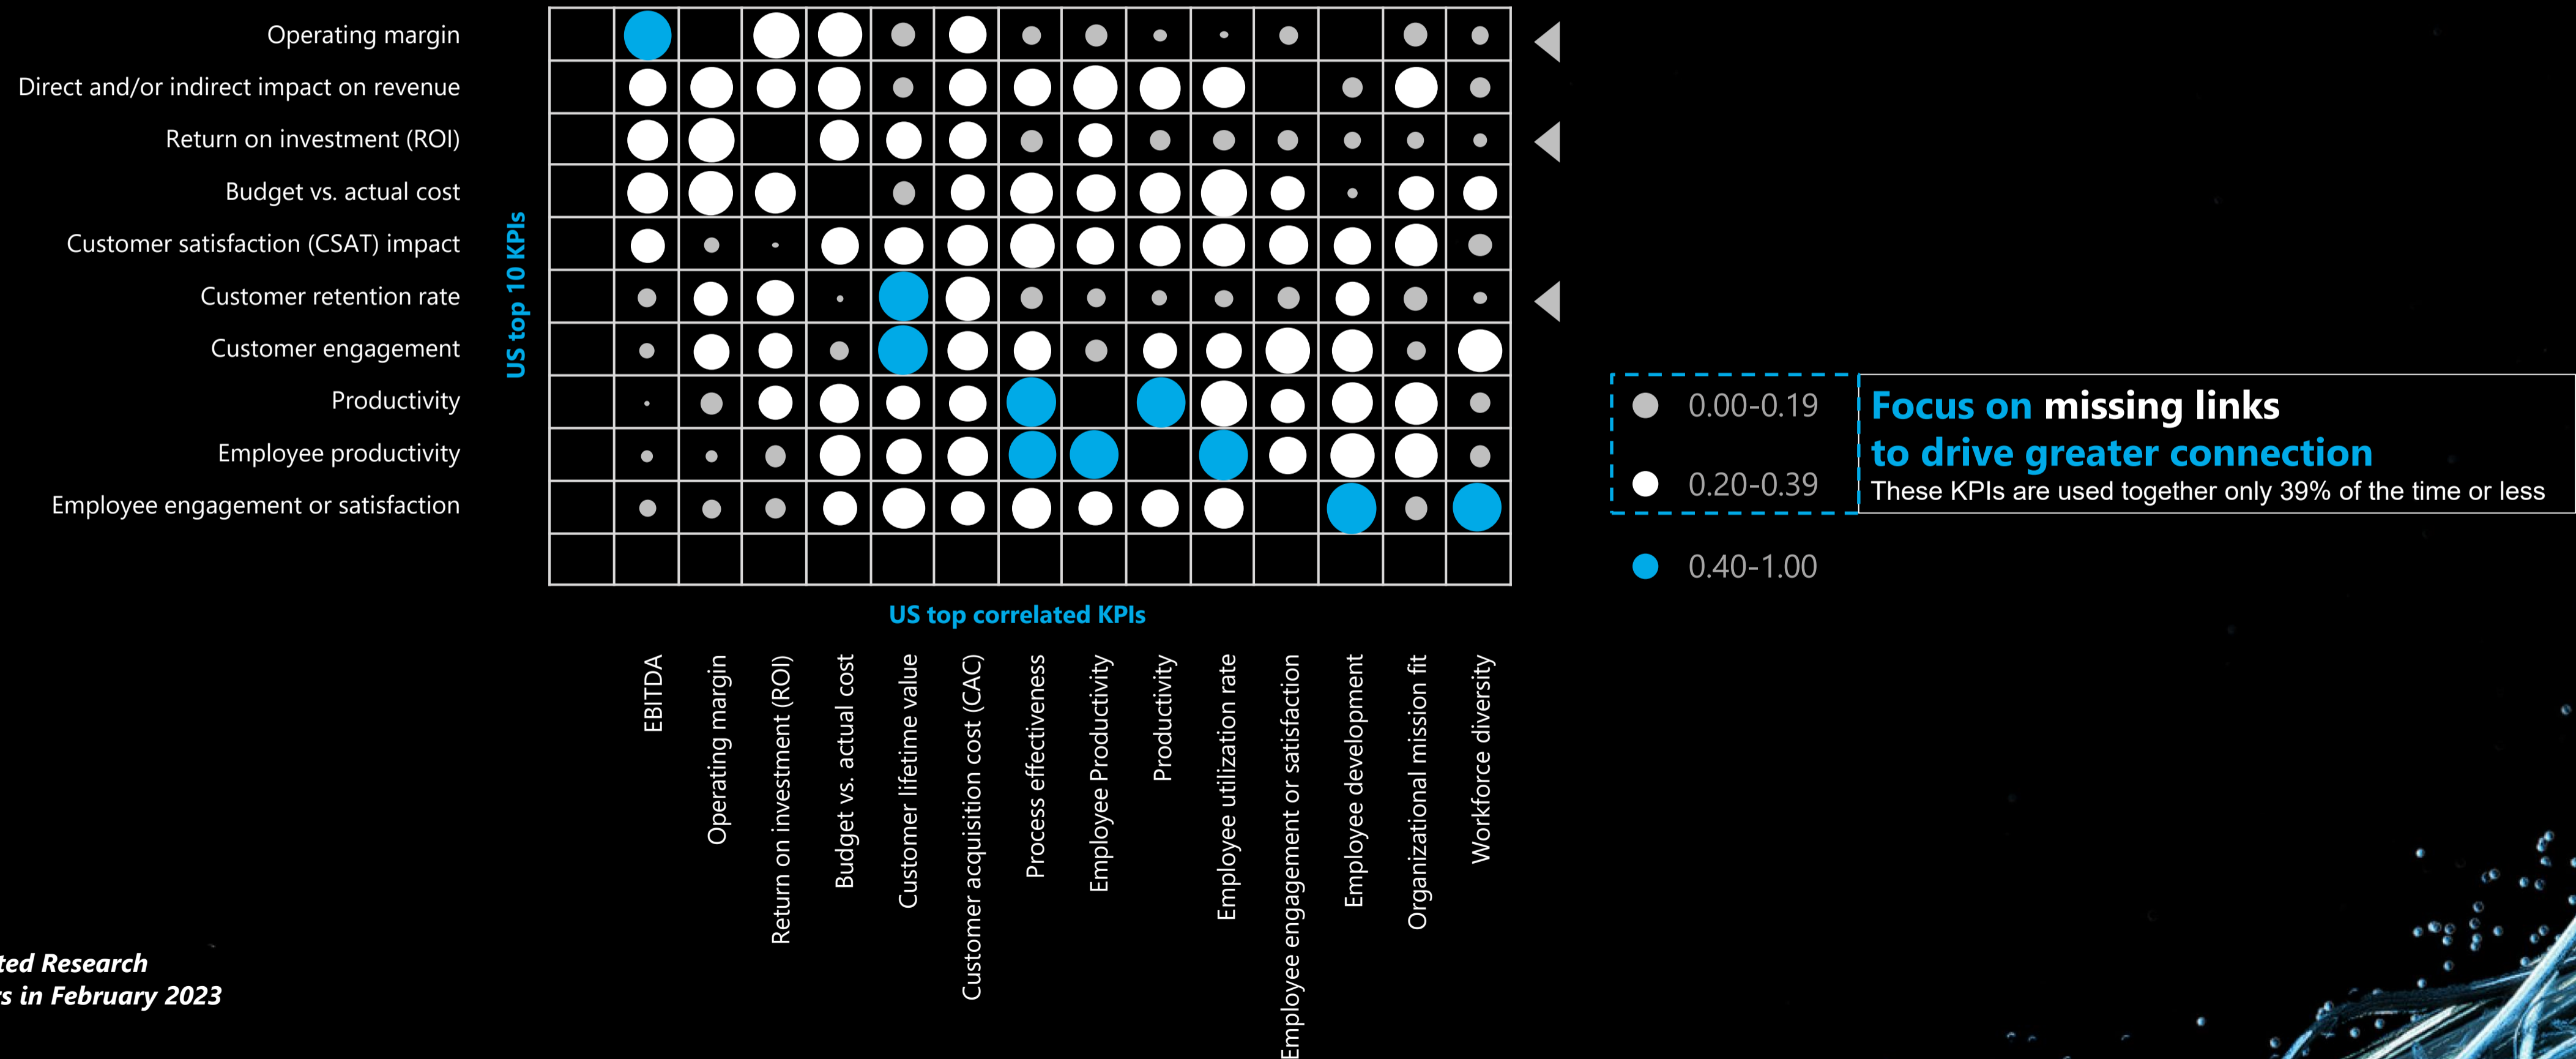 Operating margin
Direct and/or indirect impact on revenue
Return on investment (ROI)
Budget vs. actual cost
Customer satisfaction (CSAT) impact
Customer retention rate
Customer engagement
Productivity
Employee productivity
Employee engagement or satisfaction
US top 10 KPIs
US top correlated KPIs
EBITDA
Operating margin
Return on investment (ROI)
Budget vs. actual cost
Customer lifetime value
Customer acquisition cost (CAC)
Process effectiveness
Employee Productivity
Productivity
Employee utilization rate
Employee engagement or satisfaction
Employee development
Organizational mission fit
Workforce diversity
0.00-0.19
0.20-0.39
0.40-1.00
Focus on missing links
to drive greater connection
These KPIs are used together only 39% of the time or less
Research
in February 2023